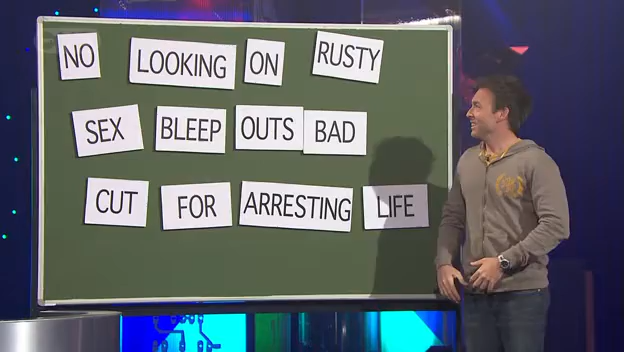 NO LOOKING ON RUSTY
SEX BLEEP OUTS BAD
CUT FOR ARRESTING LIFE